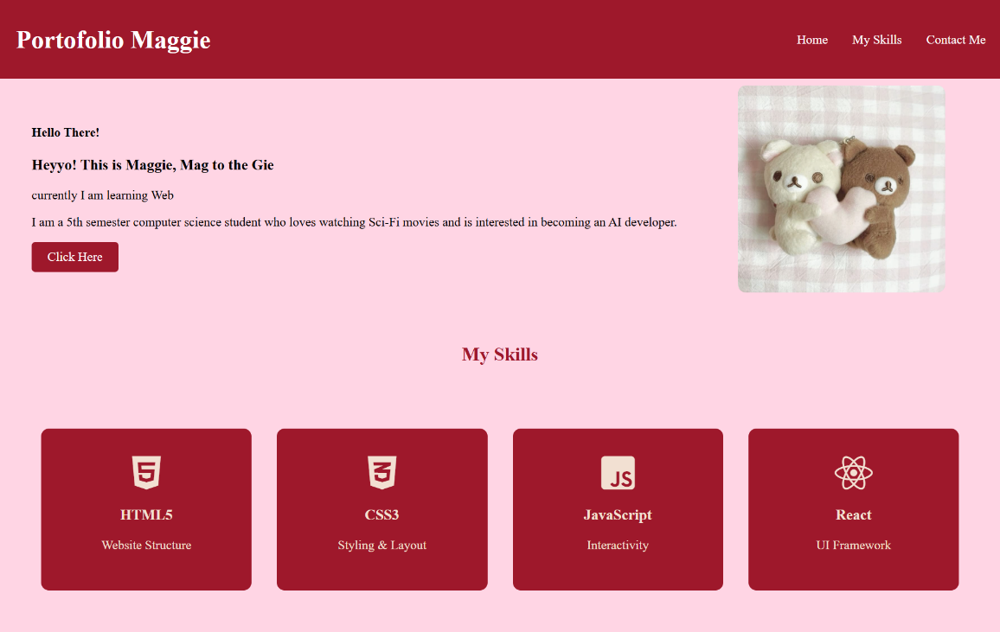 Portofolio Maggie
Home
My Skills
Contact Me
Hello There!
Heyyo! This is Maggie, Mag to the Gie
currently I am learning Web
I am a 5th semester computer science student who loves watching Sci-Fi movies and is interested in becoming an AI developer.
Click Here
My Skills
HTML5
Website Structure
CSS3
Styling & Layout
JS
JavaScript
Interactivity
React
UI Framework